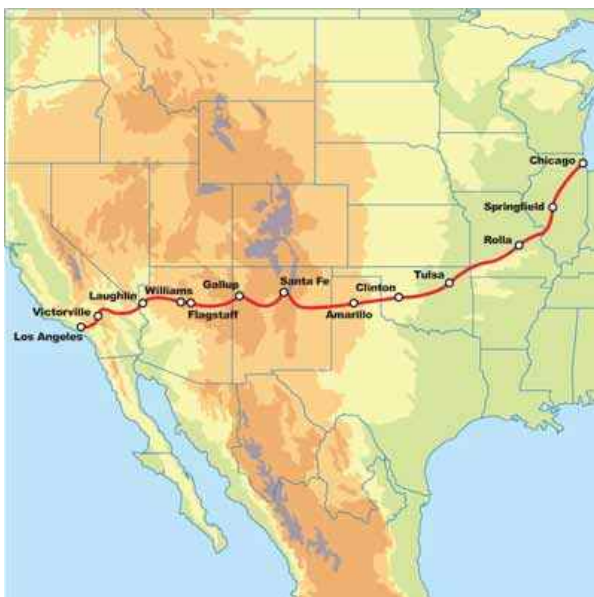 Chicago
Springfield
Rolla
Tulsa
Clinton
Amarillo
Santa Fe
Gallup
Flagstaff
Williams
Laughlin
Victorville
Los Angeles